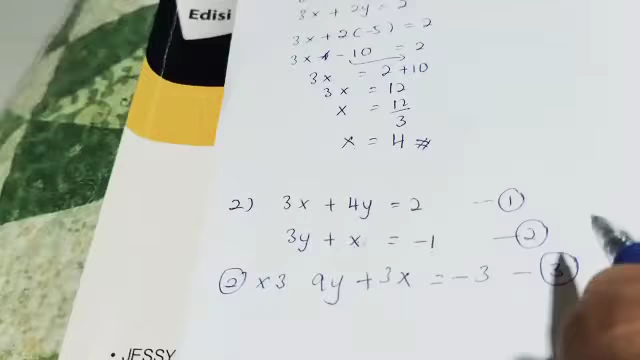 Edisi
3x + 2y = 2
3x + 2(-5) = 2
3x - 10 = 2
3x = 2 + 10
3x = 12
x = 12/3
x = 4 #
2) 3x + 4y = 2 - ①
3y + x = -1 - ②
② x 3 9y + 3x = -3 - ③
• JESSY